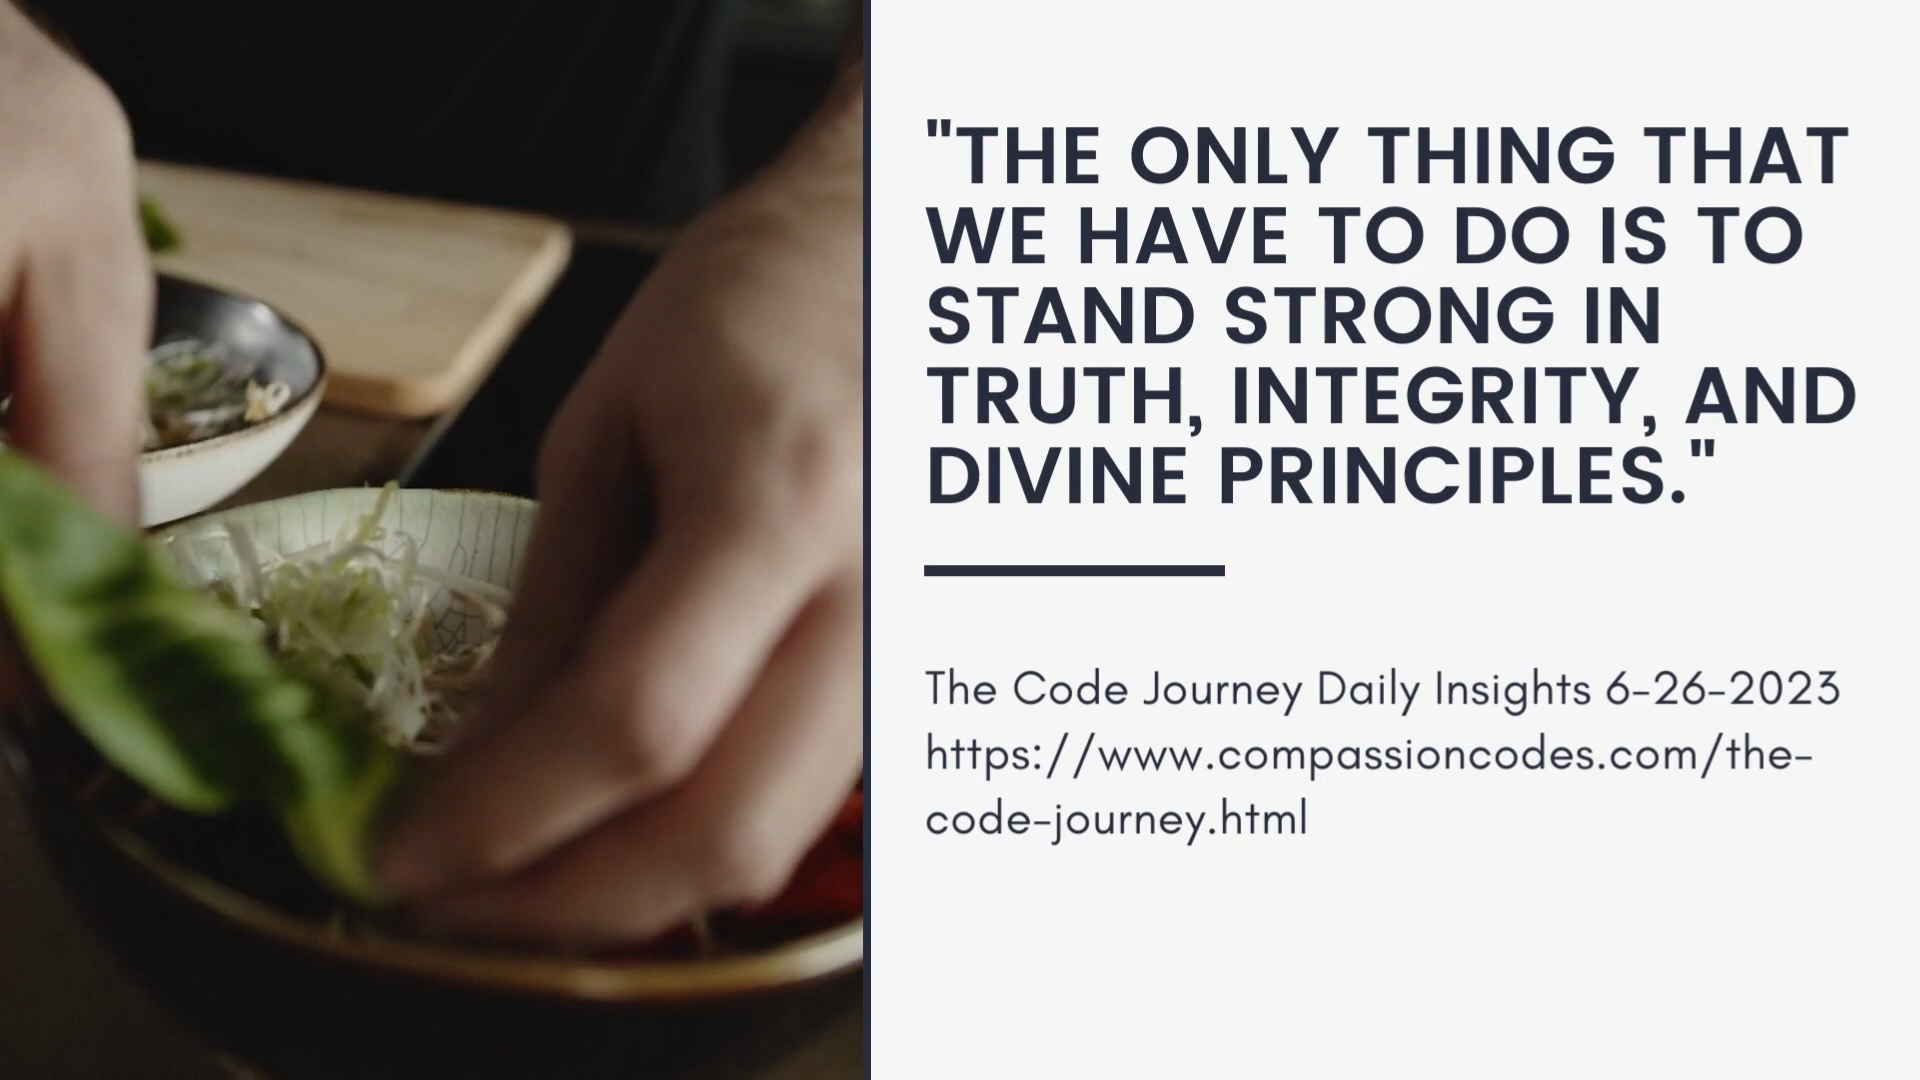 "THE ONLY THING THAT
WE HAVE TO DO IS TO
STAND STRONG IN
TRUTH, INTEGRITY, AND
DIVINE PRINCIPLES."
The Code Journey Daily Insights 6-26-2023
https://www.compassioncodes.com/the-
code-journey.html